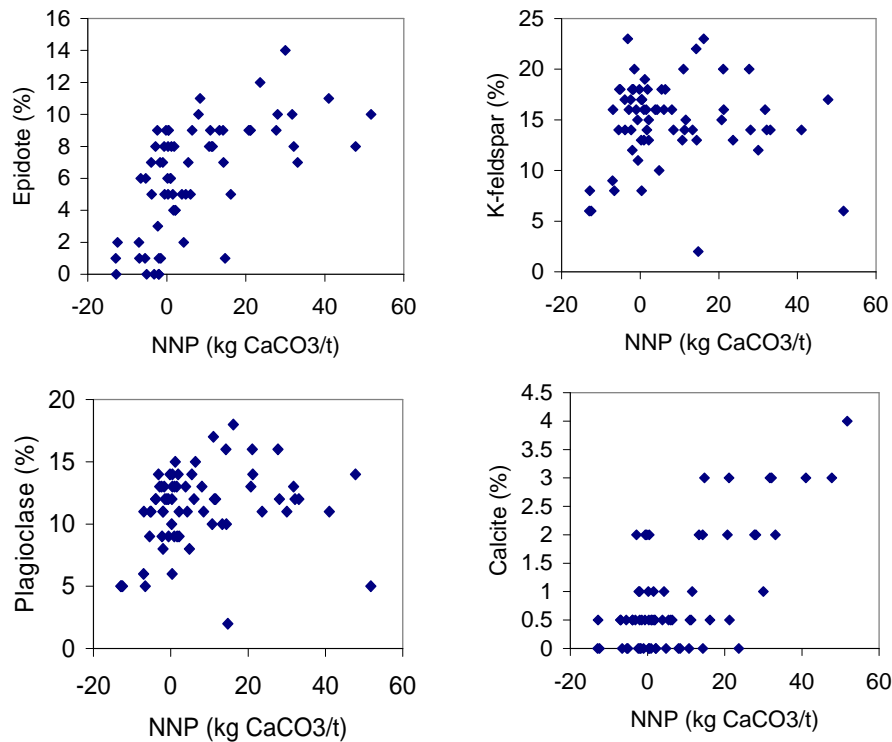 Epidote (%)
16
14
12
10
8
6
4
2
0
-20 0 20 40 60
NNP (kg CaCO3/t)
K-feldspar (%)
25
20
15
10
5
0
-20 0 20 40 60
NNP (kg CaCO3/t)
Plagioclase (%)
20
15
10
5
0
-20 0 20 40 60
NNP (kg CaCO3/t)
Calcite (%)
4.5
4
3.5
3
2.5
2
1.5
1
0.5
0
-20 0 20 40 60
NNP (kg CaCO3/t)